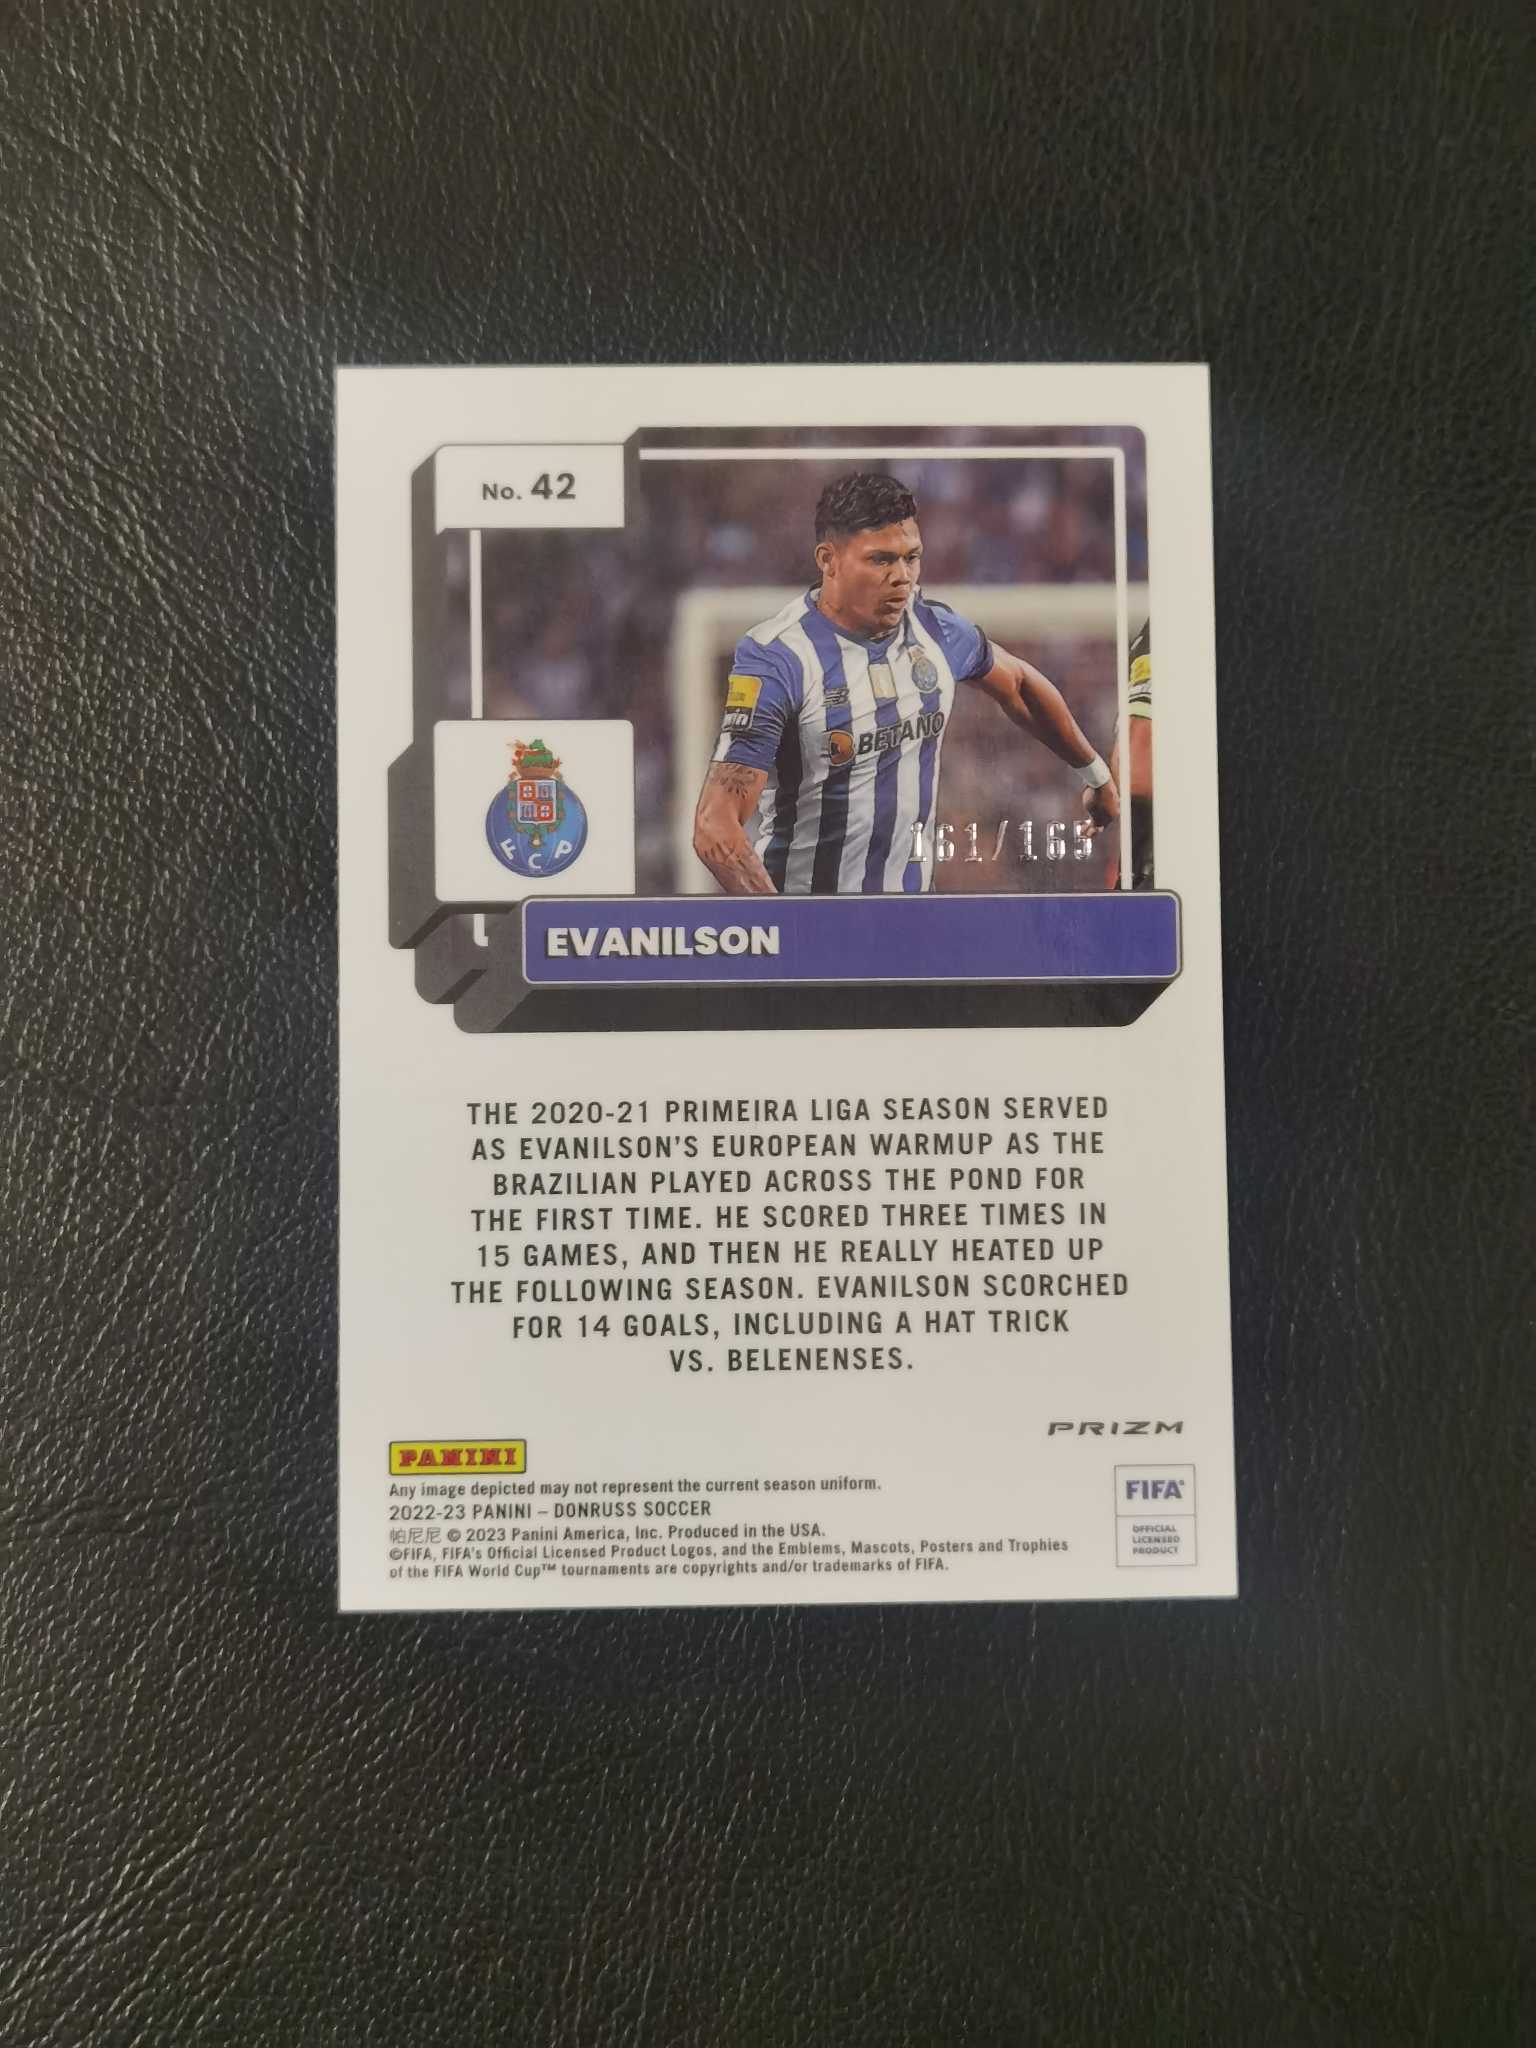 No. 42
BETANO
161/165
FCP
EVANILSON
THE 2020-21 PRIMEIRA LIGA SEASON SERVED
AS EVANILSON'S EUROPEAN WARMUP AS THE
BRAZILIAN PLAYED ACROSS THE POND FOR
THE FIRST TIME. HE SCORED THREE TIMES IN
15 GAMES, AND THEN HE REALLY HEATED UP
THE FOLLOWING SEASON. EVANILSON SCORCHED
FOR 14 GOALS, INCLUDING A HAT TRICK
VS. BELENENSES.
PRIZM
PANINI
Any image depicted may not represent the current season uniform.
2022-23 PANINI – DONRUSS SOCCER
帕尼尼 © 2023 Panini America, Inc. Produced in the USA.
©FIFA, FIFA's Official Licensed Product Logos, and the Emblems, Mascots, Posters and Trophies
of the FIFA World Cup™ tournaments are copyrights and/or trademarks of FIFA.
FIFA®
OFFICIAL
LICENSED
PRODUCT